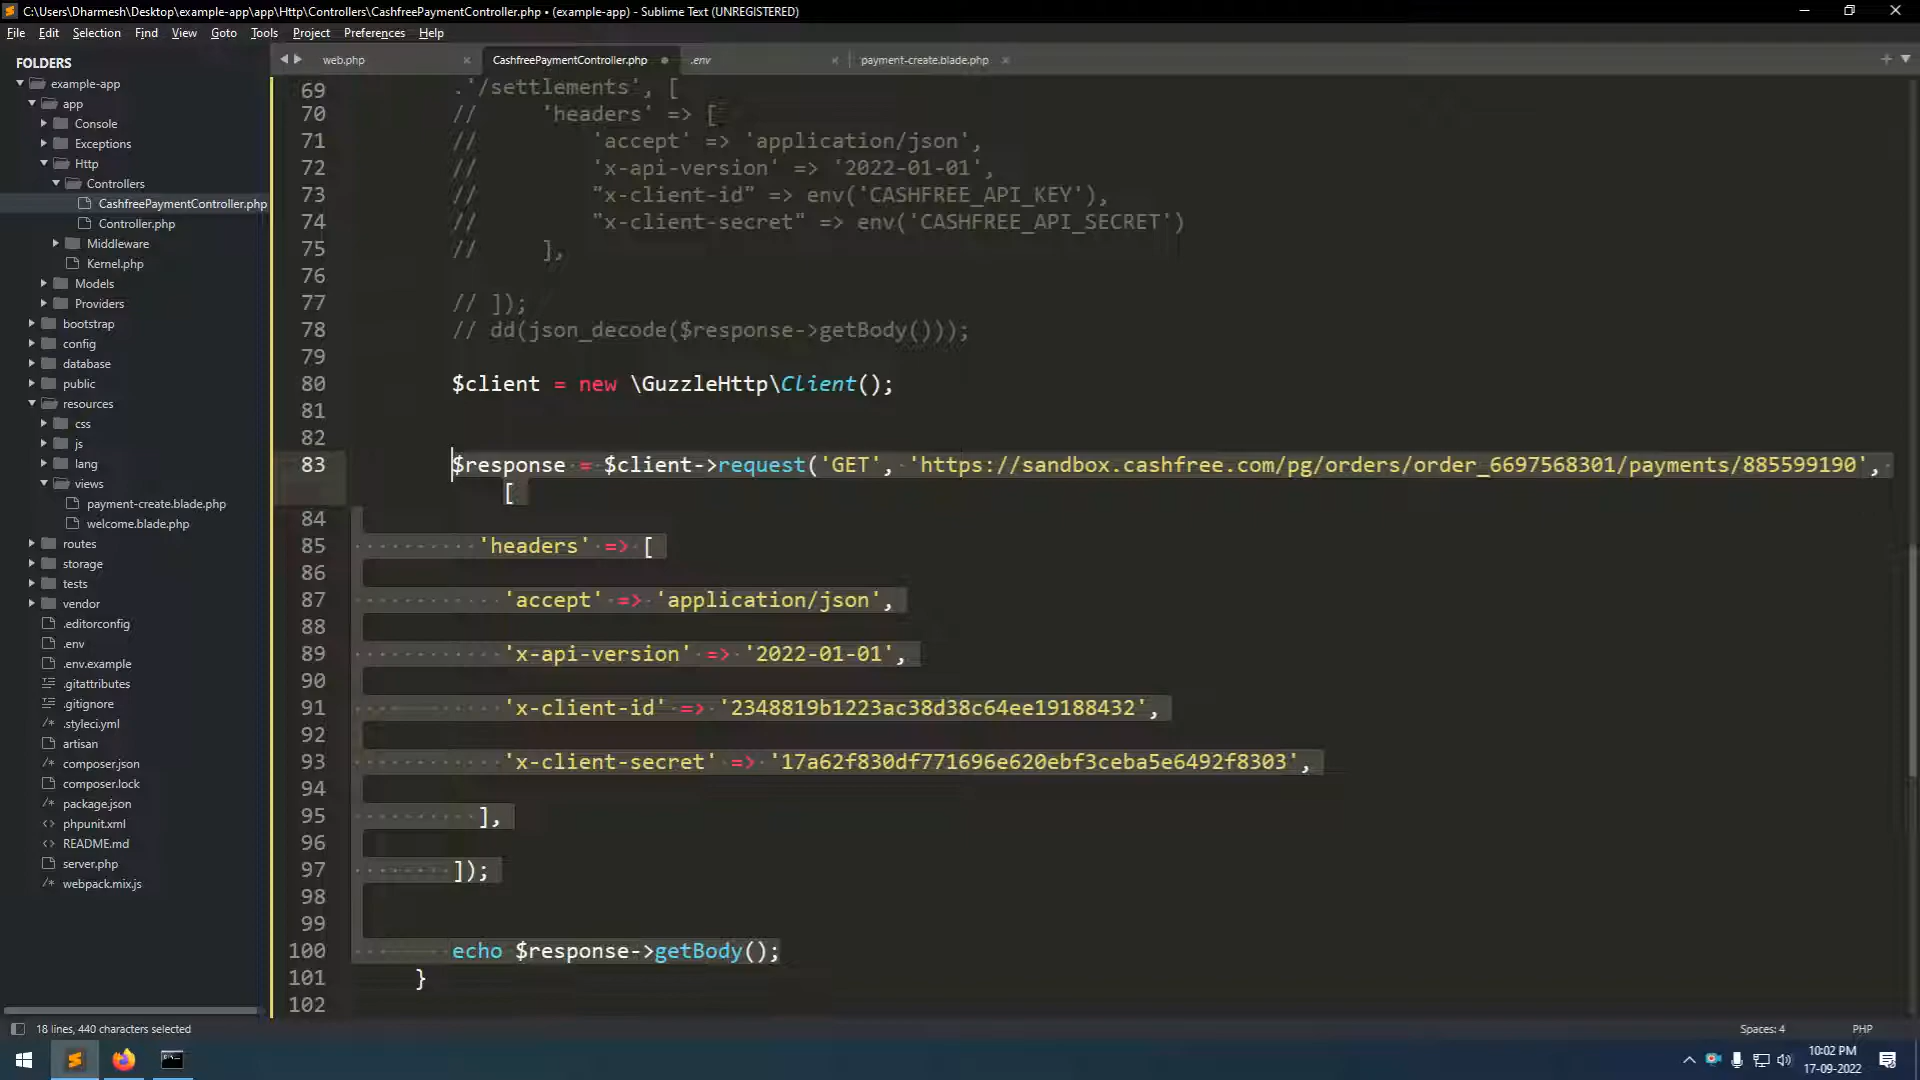 C:\Users\Dharmesh\Desktop\example-app\app\Http\Controllers\CashfreePaymentController.php • (example-app) - Sublime Text (UNREGISTERED)
File Edit Selection Find View Goto Tools Project Preferences Help
FOLDERS
example-app
app
Console
Exceptions
Http
Controllers
CashfreePaymentController.php
Controller.php
Middleware
Kernel.php
Models
Providers
bootstrap
config
database
public
resources
css
js
lang
views
payment-create.blade.php
welcome.blade.php
routes
storage
tests
vendor
.editorconfig
.env
.env.example
.gitattributes
.gitignore
.styleci.yml
artisan
composer.json
composer.lock
package.json
phpunit.xml
README.md
server.php
webpack.mix.js
web.php CashfreePaymentController.php .env payment-create.blade.php
69 .'/settlements', [
70 // 'headers' => [
71 // 'accept' => 'application/json',
72 // 'x-api-version' => '2022-01-01',
73 // "x-client-id" => env('CASHFREE_API_KEY'),
74 // "x-client-secret" => env('CASHFREE_API_SECRET')
75 // ],
76
77 // ]);
78 // dd(json_decode($response->getBody()));
79
80 $client = new \GuzzleHttp\Client();
81
82
83 $response = $client->request('GET', 'https://sandbox.cashfree.com/pg/orders/order_6697568301/payments/885599190',
[
84
85 'headers' => [
86
87 'accept' => 'application/json',
88
89 'x-api-version' => '2022-01-01',
90
91 'x-client-id' => '2348819b1223ac38d38c64ee19188432',
92
93 'x-client-secret' => '17a62f830df771696e620ebf3ceba5e6492f8303',
94
95 ],
96
97 ]);
98
99
100 echo $response->getBody();
101 }
102
18 lines, 440 characters selected Spaces: 4 PHP
10:02 PM
17-09-2022